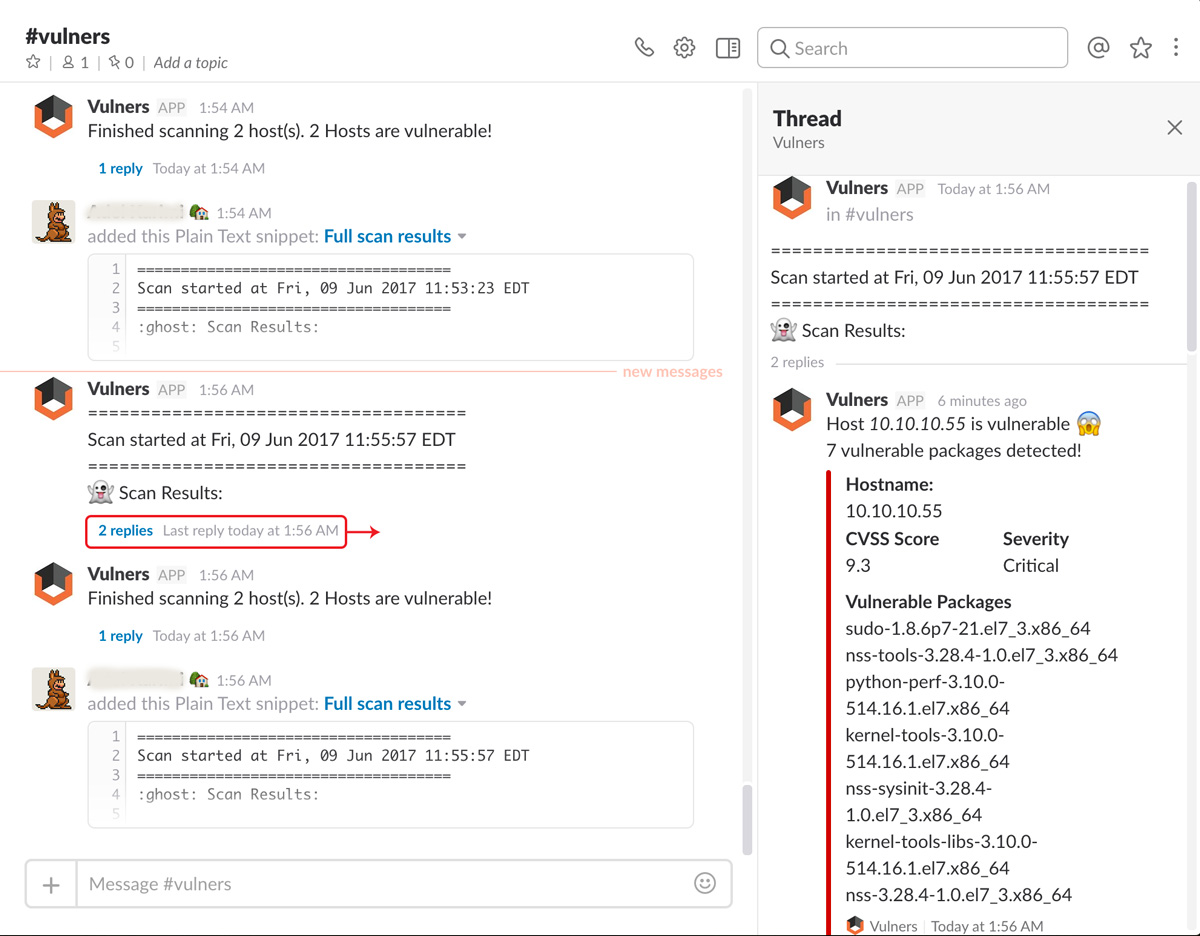 #vulners
1 0 Add a topic
Search
Vulners APP 1:54 AM
Finished scanning 2 host(s). 2 Hosts are vulnerable!
1 reply Today at 1:54 AM
1:54 AM
added this Plain Text snippet: Full scan results
1 ====================================
2 Scan started at Fri, 09 Jun 2017 11:53:23 EDT
3 ====================================
4 :ghost: Scan Results:
5
new messages
Vulners APP 1:56 AM
====================================
Scan started at Fri, 09 Jun 2017 11:55:57 EDT
====================================
Scan Results:
2 replies Last reply today at 1:56 AM
Vulners APP 1:56 AM
Finished scanning 2 host(s). 2 Hosts are vulnerable!
1 reply Today at 1:56 AM
1:56 AM
added this Plain Text snippet: Full scan results
1 ====================================
2 Scan started at Fri, 09 Jun 2017 11:55:57 EDT
3 ====================================
4 :ghost: Scan Results:
5
Message #vulners
Thread
Vulners
Vulners APP Today at 1:56 AM
in #vulners
====================================
Scan started at Fri, 09 Jun 2017 11:55:57 EDT
====================================
Scan Results:
2 replies
Vulners APP 6 minutes ago
Host 10.10.10.55 is vulnerable
7 vulnerable packages detected!
Hostname:
10.10.10.55
CVSS Score Severity
9.3 Critical
Vulnerable Packages
sudo-1.8.6p7-21.el7_3.x86_64
nss-tools-3.28.4-1.0.el7_3.x86_64
python-perf-3.10.0-
514.16.1.el7.x86_64
kernel-tools-3.10.0-
514.16.1.el7.x86_64
nss-sysinit-3.28.4-
1.0.el7_3.x86_64
kernel-tools-libs-3.10.0-
514.16.1.el7.x86_64
nss-3.28.4-1.0.el7_3.x86_64
Vulners Today at 1:56 AM